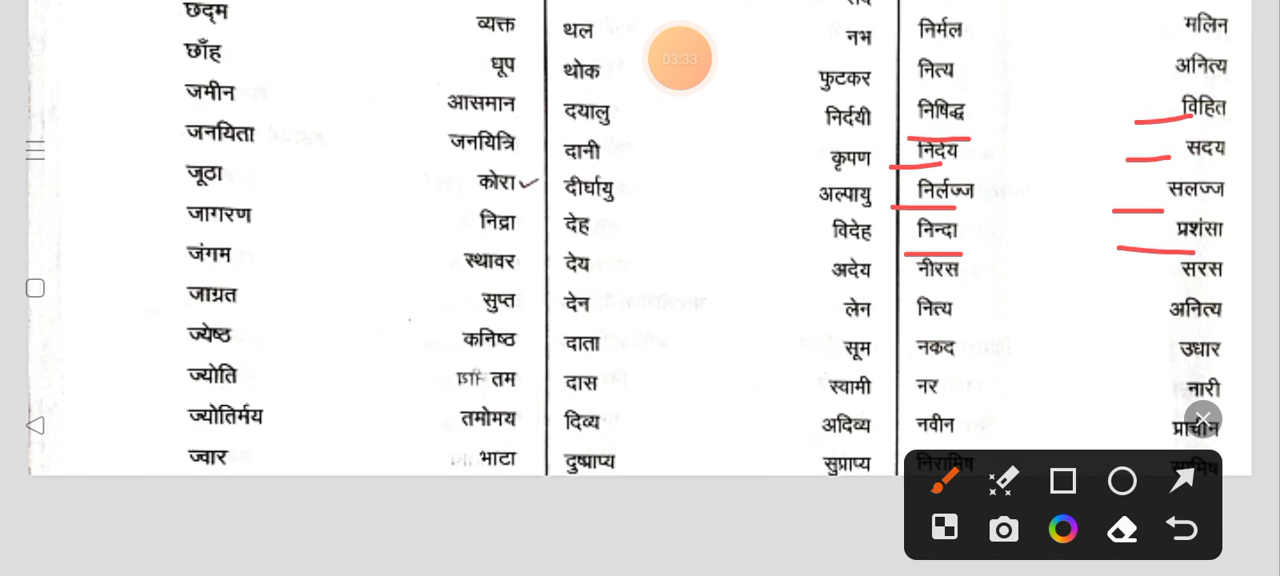 छद्म व्यक्त
छाँह धूप
जमीन आसमान
जनयिता जनयित्रि
जूठा कोरा
जागरण निद्रा
जंगम स्थावर
जाग्रत सुप्त
ज्येष्ठ कनिष्ठ
ज्योति तम
ज्योतिर्मय तमोमय
ज्वार भाटा
थल नभ
थोक फुटकर
दयालु निर्दयी
दानी कृपण
दीर्घायु अल्पायु
देह विदेह
देय अदेय
देन लेन
दाता सूम
दास स्वामी
दिव्य अदिव्य
दुष्प्राप्य सुप्राप्य
03:33
निर्मल मलिन
नित्य अनित्य
निषिद्ध विहित
निर्देय सदय
निर्लज्ज सलज्ज
निन्दा प्रशंसा
नीरस सरस
नित्य अनित्य
नकद उधार
नर नारी
नवीन प्राचीन
निरामिष सामिष